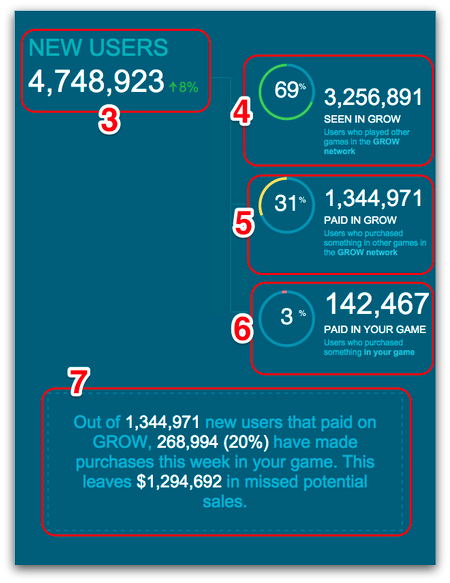 NEW USERS
4,748,923 ↑8%
3
4
69%
3,256,891
SEEN IN GROW
Users who played other
games in the GROW
network
5
31%
1,344,971
PAID IN GROW
Users who purchased
something in other games in
the GROW network
6
3 %
142,467
PAID IN YOUR GAME
Users who purchased
something in your game
7
Out of 1,344,971 new users that paid on
GROW, 268,994 (20%) have made
purchases this week in your game. This
leaves $1,294,692 in missed potential
sales.